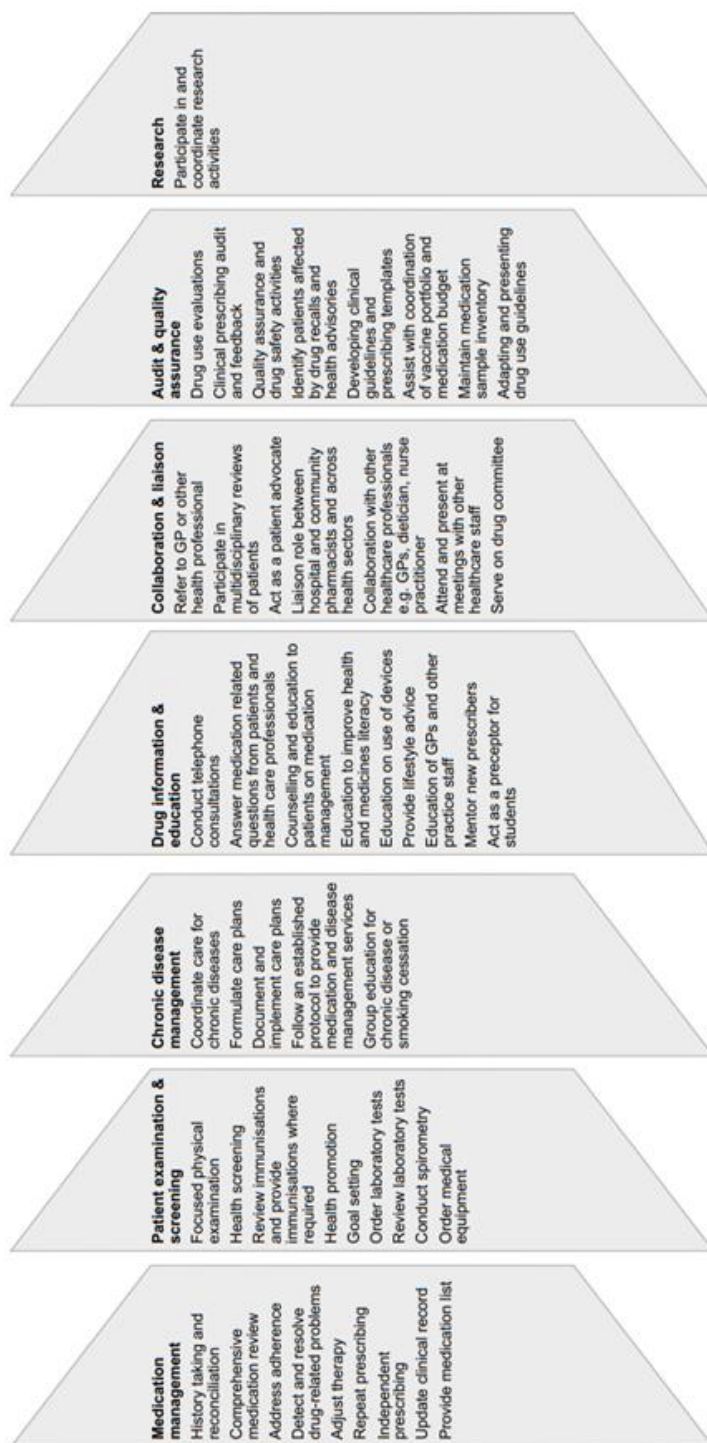 Medication
management
History taking and
reconciliation
Comprehensive
medication review
Address adherence
Detect and resolve
drug-related problems
Adjust therapy
Repeat prescribing
Independent
prescribing
Update clinical record
Provide medication list
Patient examination &
screening
Focused physical
examination
Health screening
Review immunisations
and provide
immunisations where
required
Health promotion
Goal setting
Order laboratory tests
Review laboratory tests
Conduct spirometry
Order medical
equipment
Chronic disease
management
Coordinate care for
chronic diseases
Formulate care plans
Document and
implement care plans
Follow an established
protocol to provide
medication and disease
management services
Group education for
chronic disease or
smoking cessation
Drug information &
education
Conduct telephone
consultations
Answer medication related
questions from patients and
health care professionals
Counselling and education to
patients on medication
management
Education to improve health
and medicines literacy
Education on use of devices
Provide lifestyle advice
Education of GPs and other
practice staff
Mentor new prescribers
Act as a preceptor for
students
Collaboration & liaison
Refer to GP or other
health professional
Participate in
multidisciplinary reviews
of patients
Act as a patient advocate
Liaison role between
hospital and community
pharmacists and across
health sectors
Collaboration with other
healthcare professionals
e.g. GPs, dietician, nurse
practitioner
Attend and present at
meetings with other
healthcare staff
Serve on drug committee
Audit & quality
assurance
Drug use evaluations
Clinical prescribing audit
and feedback
Quality assurance and
drug safety activities
Identify patients affected
by drug recalls and
health advisories
Developing clinical
guidelines and
prescribing templates
Assist with coordination
of vaccine portfolio and
medication budget
Maintain medication
sample inventory
Adapting and presenting
drug use guidelines
Research
Participate in and
coordinate research
activities